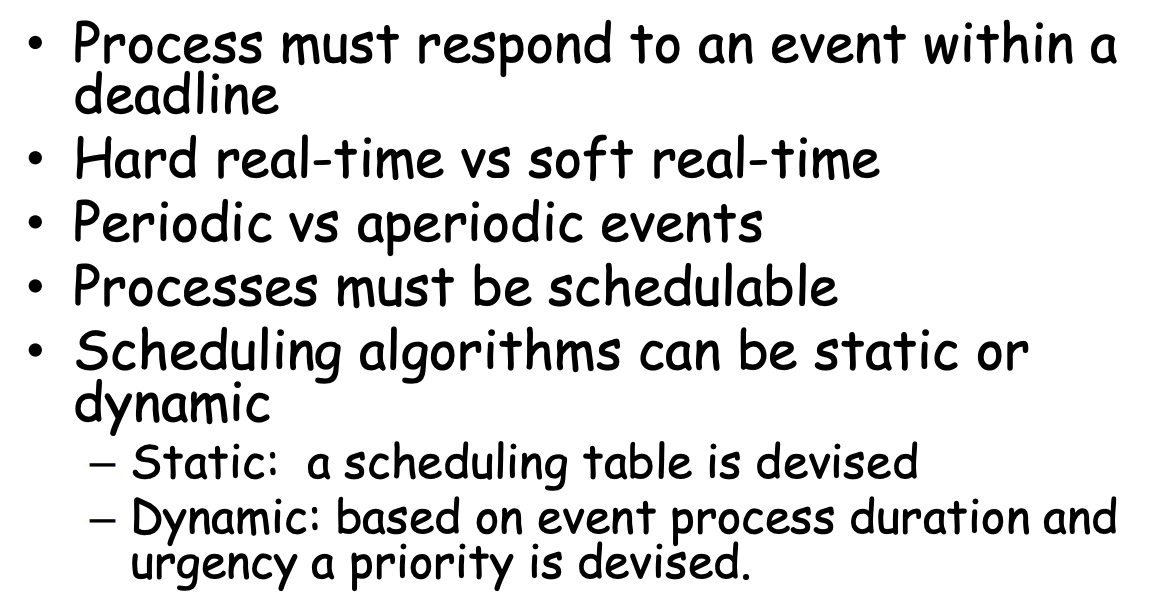 • Process must respond to an event within a
deadline
• Hard real-time vs soft real-time
• Periodic vs aperiodic events
• Processes must be schedulable
• Scheduling algorithms can be static or
dynamic
– Static:  a scheduling table is devised
– Dynamic: based on event process duration and
urgency a priority is devised.